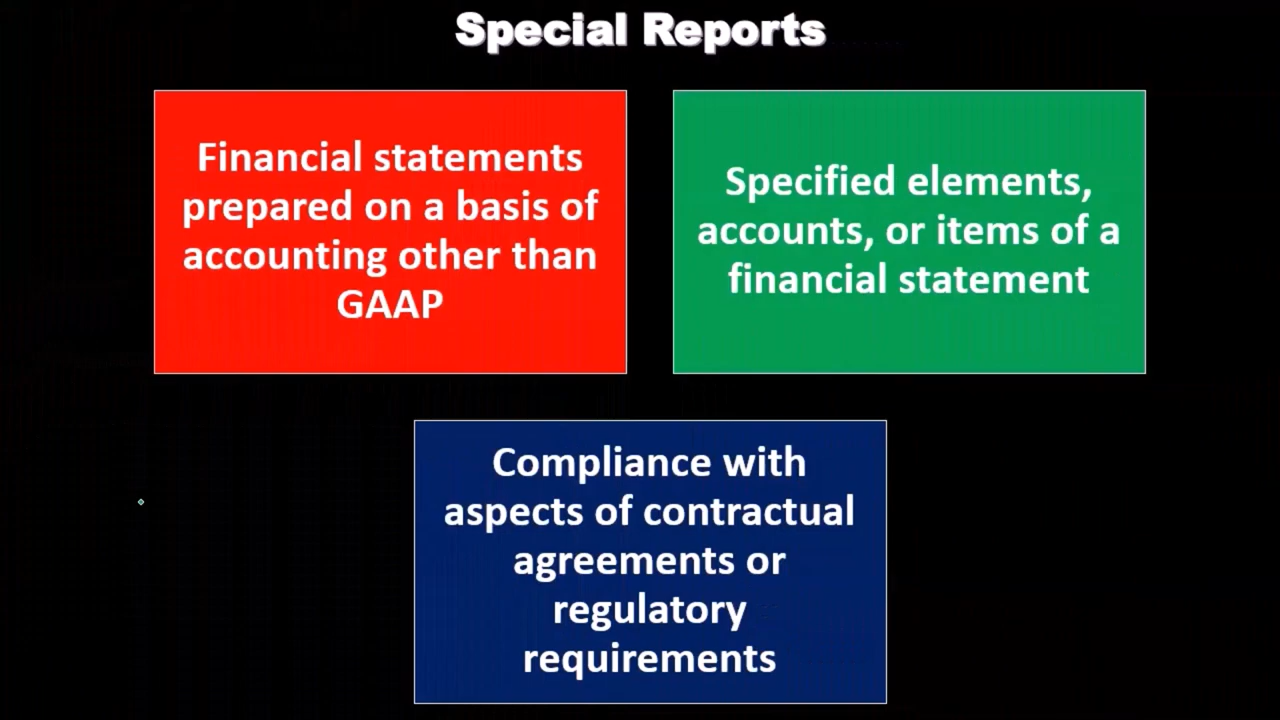 Special Reports
Financial statements
prepared on a basis of
accounting other than
GAAP
Specified elements,
accounts, or items of a
financial statement
Compliance with
aspects of contractual
agreements or
regulatory
requirements